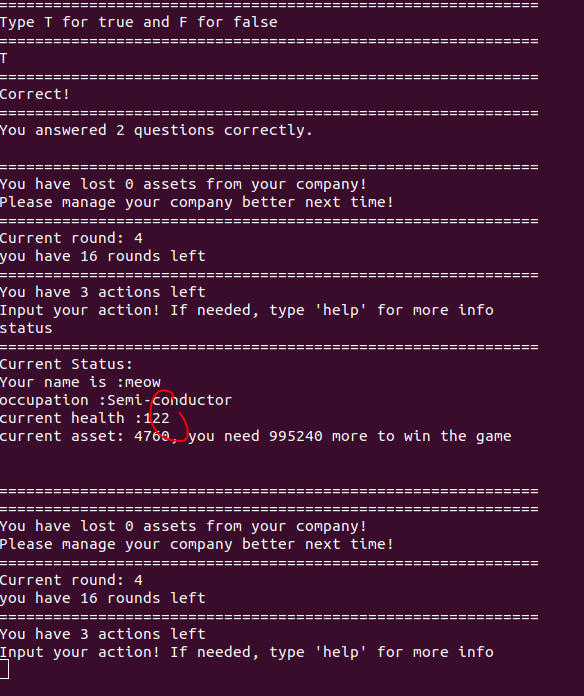 ============================================================
Type T for true and F for false
============================================================
T
============================================================
Correct!
============================================================
You answered 2 questions correctly.
============================================================
You have lost 0 assets from your company!
Please manage your company better next time!
============================================================
Current round: 4
you have 16 rounds left
============================================================
You have 3 actions left
Input your action! If needed, type 'help' for more info
status
============================================================
Current Status:
Your name is :meow
occupation :Semi-conductor
current health :122
current asset: 4760, you need 995240 more to win the game
============================================================
============================================================
You have lost 0 assets from your company!
Please manage your company better next time!
============================================================
Current round: 4
you have 16 rounds left
============================================================
You have 3 actions left
Input your action! If needed, type 'help' for more info